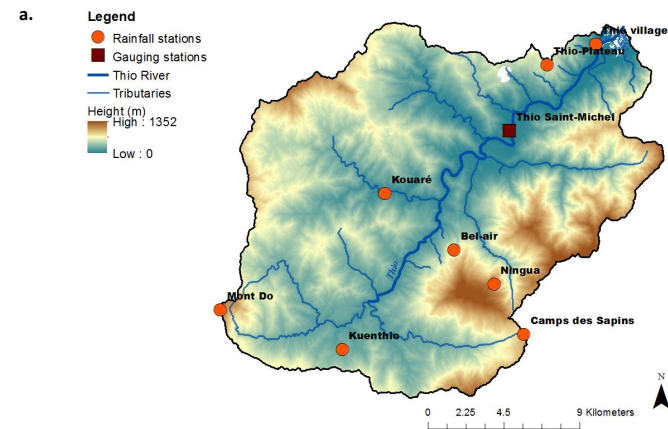 a.
Legend
Rainfall stations
Gauging stations
Thio River
Tributaries
Height (m)
High : 1352
Low : 0
Thio village
Thio-Plateau
Thio Saint-Michel
Kouaré
Bel-air
Thio
Ningua
Mont Do
Camps des Sapins
Kuenthio
N
0 2.25 4.5 9 Kilometers